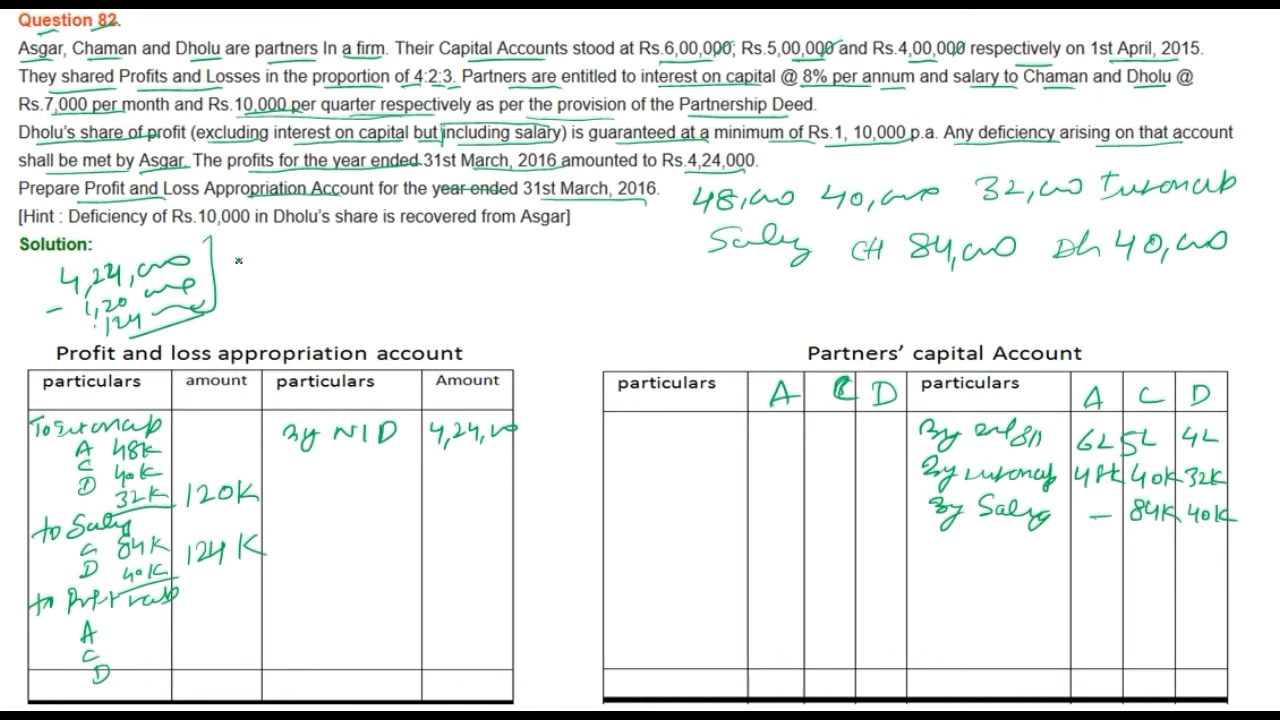 Question 82.
Asgar, Chaman and Dholu are partners In a firm. Their Capital Accounts stood at Rs.6,00,000; Rs.5,00,000 and Rs.4,00,000 respectively on 1st April, 2015.
They shared Profits and Losses in the proportion of 4:2:3. Partners are entitled to interest on capital @ 8% per annum and salary to Chaman and Dholu @
Rs.7,000 per month and Rs.10,000 per quarter respectively as per the provision of the Partnership Deed.
Dholu's share of profit (excluding interest on capital but including salary) is guaranteed at a minimum of Rs.1, 10,000 p.a. Any deficiency arising on that account
shall be met by Asgar. The profits for the year ended 31st March, 2016 amounted to Rs.4,24,000.
Prepare Profit and Loss Appropriation Account for the year ended 31st March, 2016.
48,000 40,000 32,000
[Hint : Deficiency of Rs.10,000 in Dholu's share is recovered from Asgar]
Solution:
Salary CH 84,000 Dh 40,000
4,24,000
- 1,20
124
Profit and loss appropriation account
Partners' capital Account
particulars amount particulars Amount
particulars A C D particulars A C D
By N/D 4,24,00
By 6L 5L 4L
A 48K
C 40K
D 32K 120K
By 48K 40K 32K
to Salary
By Salary — 84K 40K
C 84K
D 40K 124K
to Profit
A
C
D